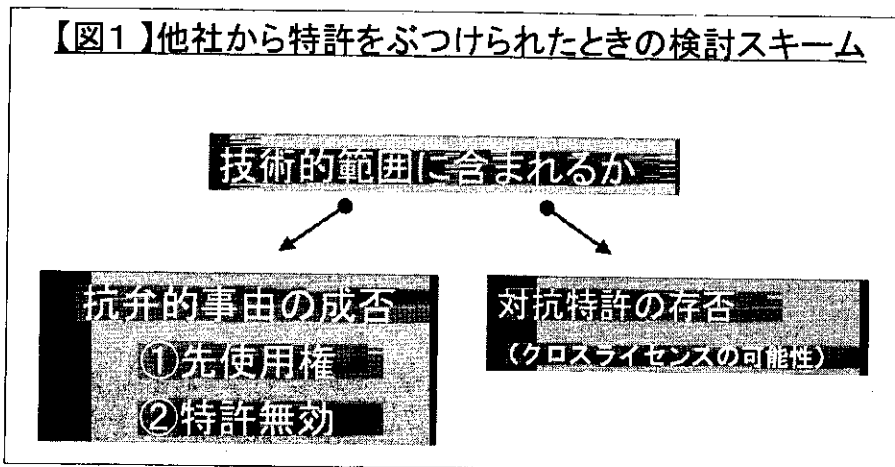 【図1】他社から特許をぶつけられたときの検討スキーム
技術的範囲に含まれるか
抗弁的事由の成否
①先使用権
②特許無効
対抗特許の存否
(クロスライセンスの可能性)